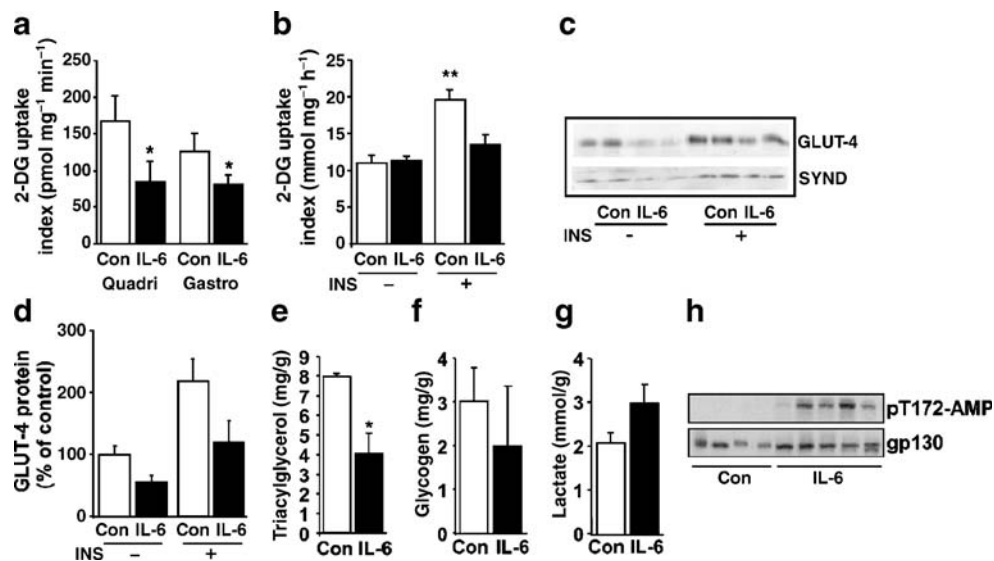 a
2-DG uptake
index (pmol mg⁻¹ min⁻¹)
250
200
150
100
50
0
*
*
Con IL-6 Con IL-6
Quadri Gastro
b
2-DG uptake
index (mmol mg⁻¹ h⁻¹)
25
20
15
10
5
0
**
Con IL-6 Con IL-6
INS – +
c
GLUT-4
SYND
Con IL-6 Con IL-6
INS - +
d
GLUT-4 protein
(% of control)
300
200
100
0
Con IL-6 Con IL-6
INS – +
e
Triacylglycerol (mg/g)
9
8
7
6
5
4
3
2
1
0
*
Con IL-6
f
Glycogen (mg/g)
4
3
2
1
0
Con IL-6
g
Lactate (mmol/g)
4
3
2
1
0
Con IL-6
h
pT172-AMP
gp130
Con IL-6